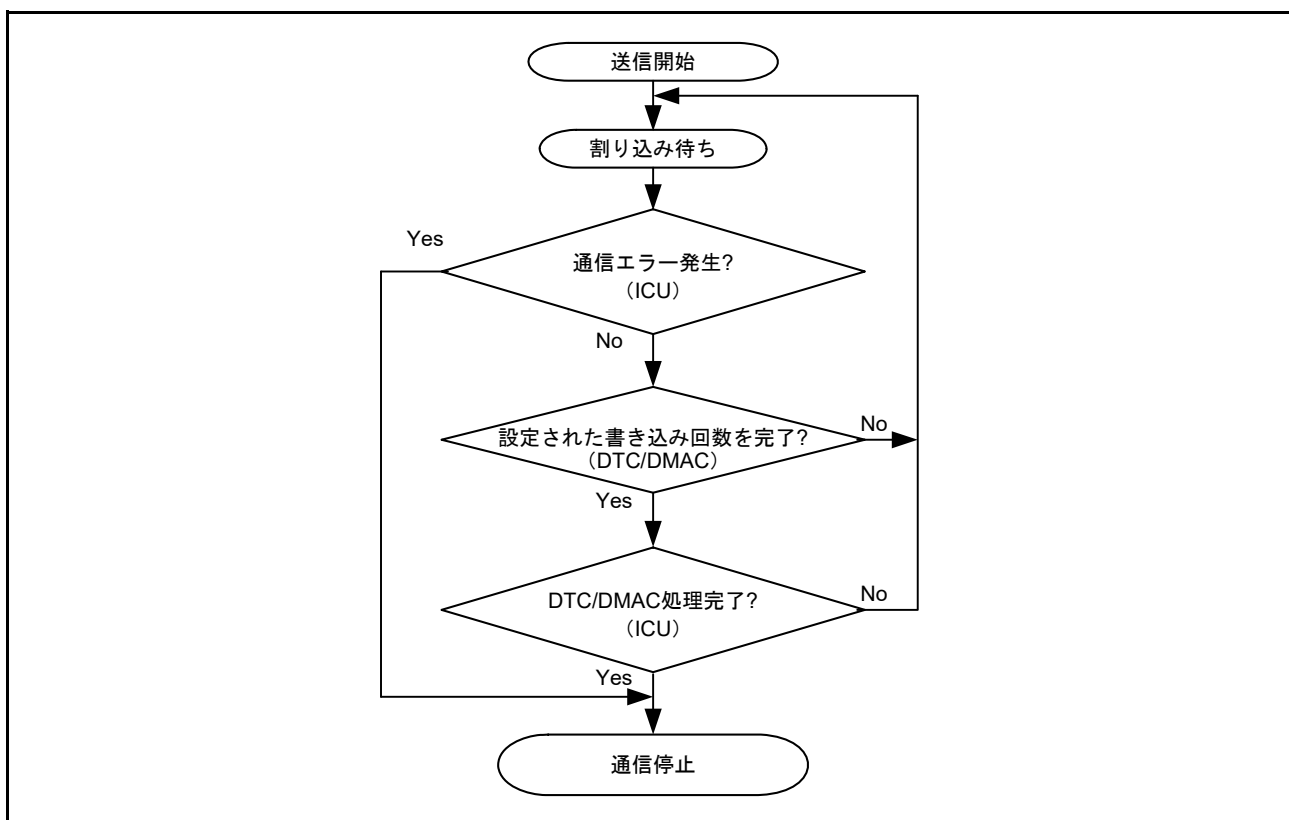 送信開始
割り込み待ち
Yes
通信エラー発生?
（ICU）
No
設定された書き込み回数を完了?
（DTC/DMAC）
No
Yes
DTC/DMAC処理完了?
（ICU）
No
Yes
通信停止